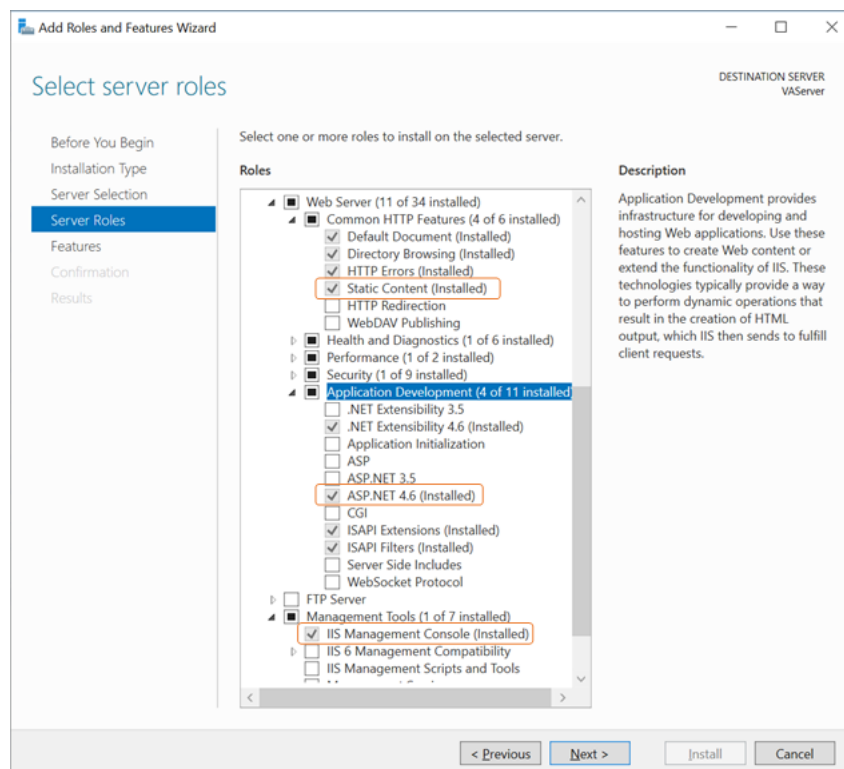 Add Roles and Features Wizard
Select server roles
DESTINATION SERVER
VAServer
Before You Begin
Installation Type
Server Selection
Server Roles
Features
Confirmation
Results
Select one or more roles to install on the selected server.
Roles
Web Server (11 of 34 installed)
Common HTTP Features (4 of 6 installed)
Default Document (Installed)
Directory Browsing (Installed)
HTTP Errors (Installed)
Static Content (Installed)
HTTP Redirection
WebDAV Publishing
Health and Diagnostics (1 of 6 installed)
Performance (1 of 2 installed)
Security (1 of 9 installed)
Application Development (4 of 11 installed)
.NET Extensibility 3.5
.NET Extensibility 4.6 (Installed)
Application Initialization
ASP
ASP.NET 3.5
ASP.NET 4.6 (Installed)
CGI
ISAPI Extensions (Installed)
ISAPI Filters (Installed)
Server Side Includes
WebSocket Protocol
FTP Server
Management Tools (1 of 7 installed)
IIS Management Console (Installed)
IIS 6 Management Compatibility
IIS Management Scripts and Tools
Description
Application Development provides
infrastructure for developing and
hosting Web applications. Use these
features to create Web content or
extend the functionality of IIS. These
technologies typically provide a way
to perform dynamic operations that
result in the creation of HTML
output, which IIS then sends to fulfill
client requests.
< Previous
Next >
Install
Cancel